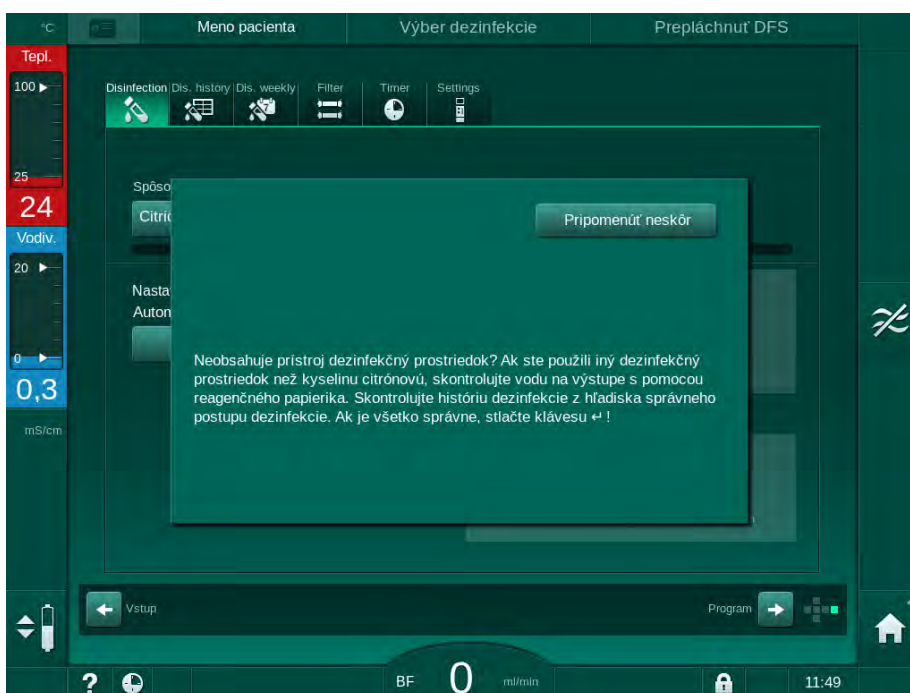 °C
Meno pacienta
Výber dezinfekcie
Prepláchnuť DFS
Tepl.
100
25
24
Vodiv.
20
0
0,3
mS/cm
Disinfection
Dis. history
Dis. weekly
Filter
Timer
Settings
Spôso
Citric
Nasta
Auton
Pripomenúť neskôr
Neobsahuje prístroj dezinfekčný prostriedok? Ak ste použili iný dezinfekčný
prostriedok než kyselinu citrónovú, skontrolujte vodu na výstupe s pomocou
reagenčného papierika. Skontrolujte históriu dezinfekcie z hľadiska správneho
postupu dezinfekcie. Ak je všetko správne, stlačte klávesu ↵ !
Vstup
Program
?
BF
0
ml/min
11:49